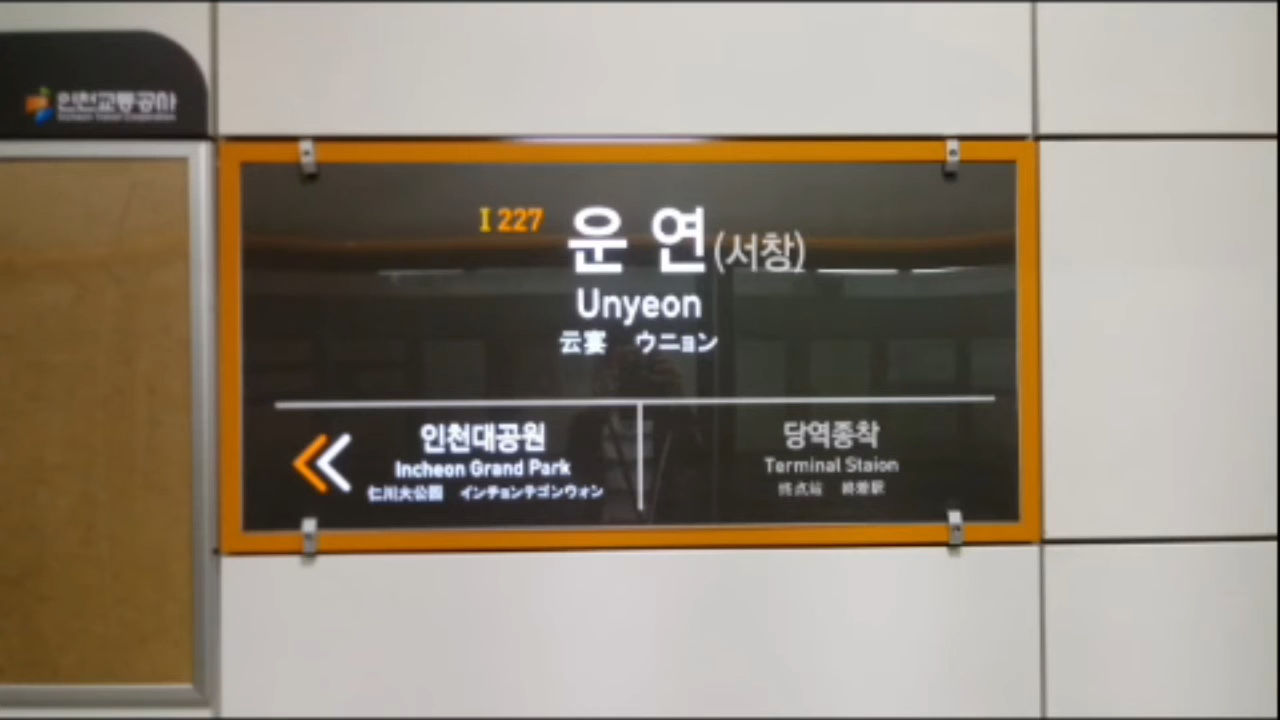 인천교통공사
I 227 운 연(서창)
Unyeon
云宴 ウニョン
인천대공원
Incheon Grand Park
仁川大公園 インチョンテゴンウォン
당역종착
Terminal Staion
终点站 終着駅